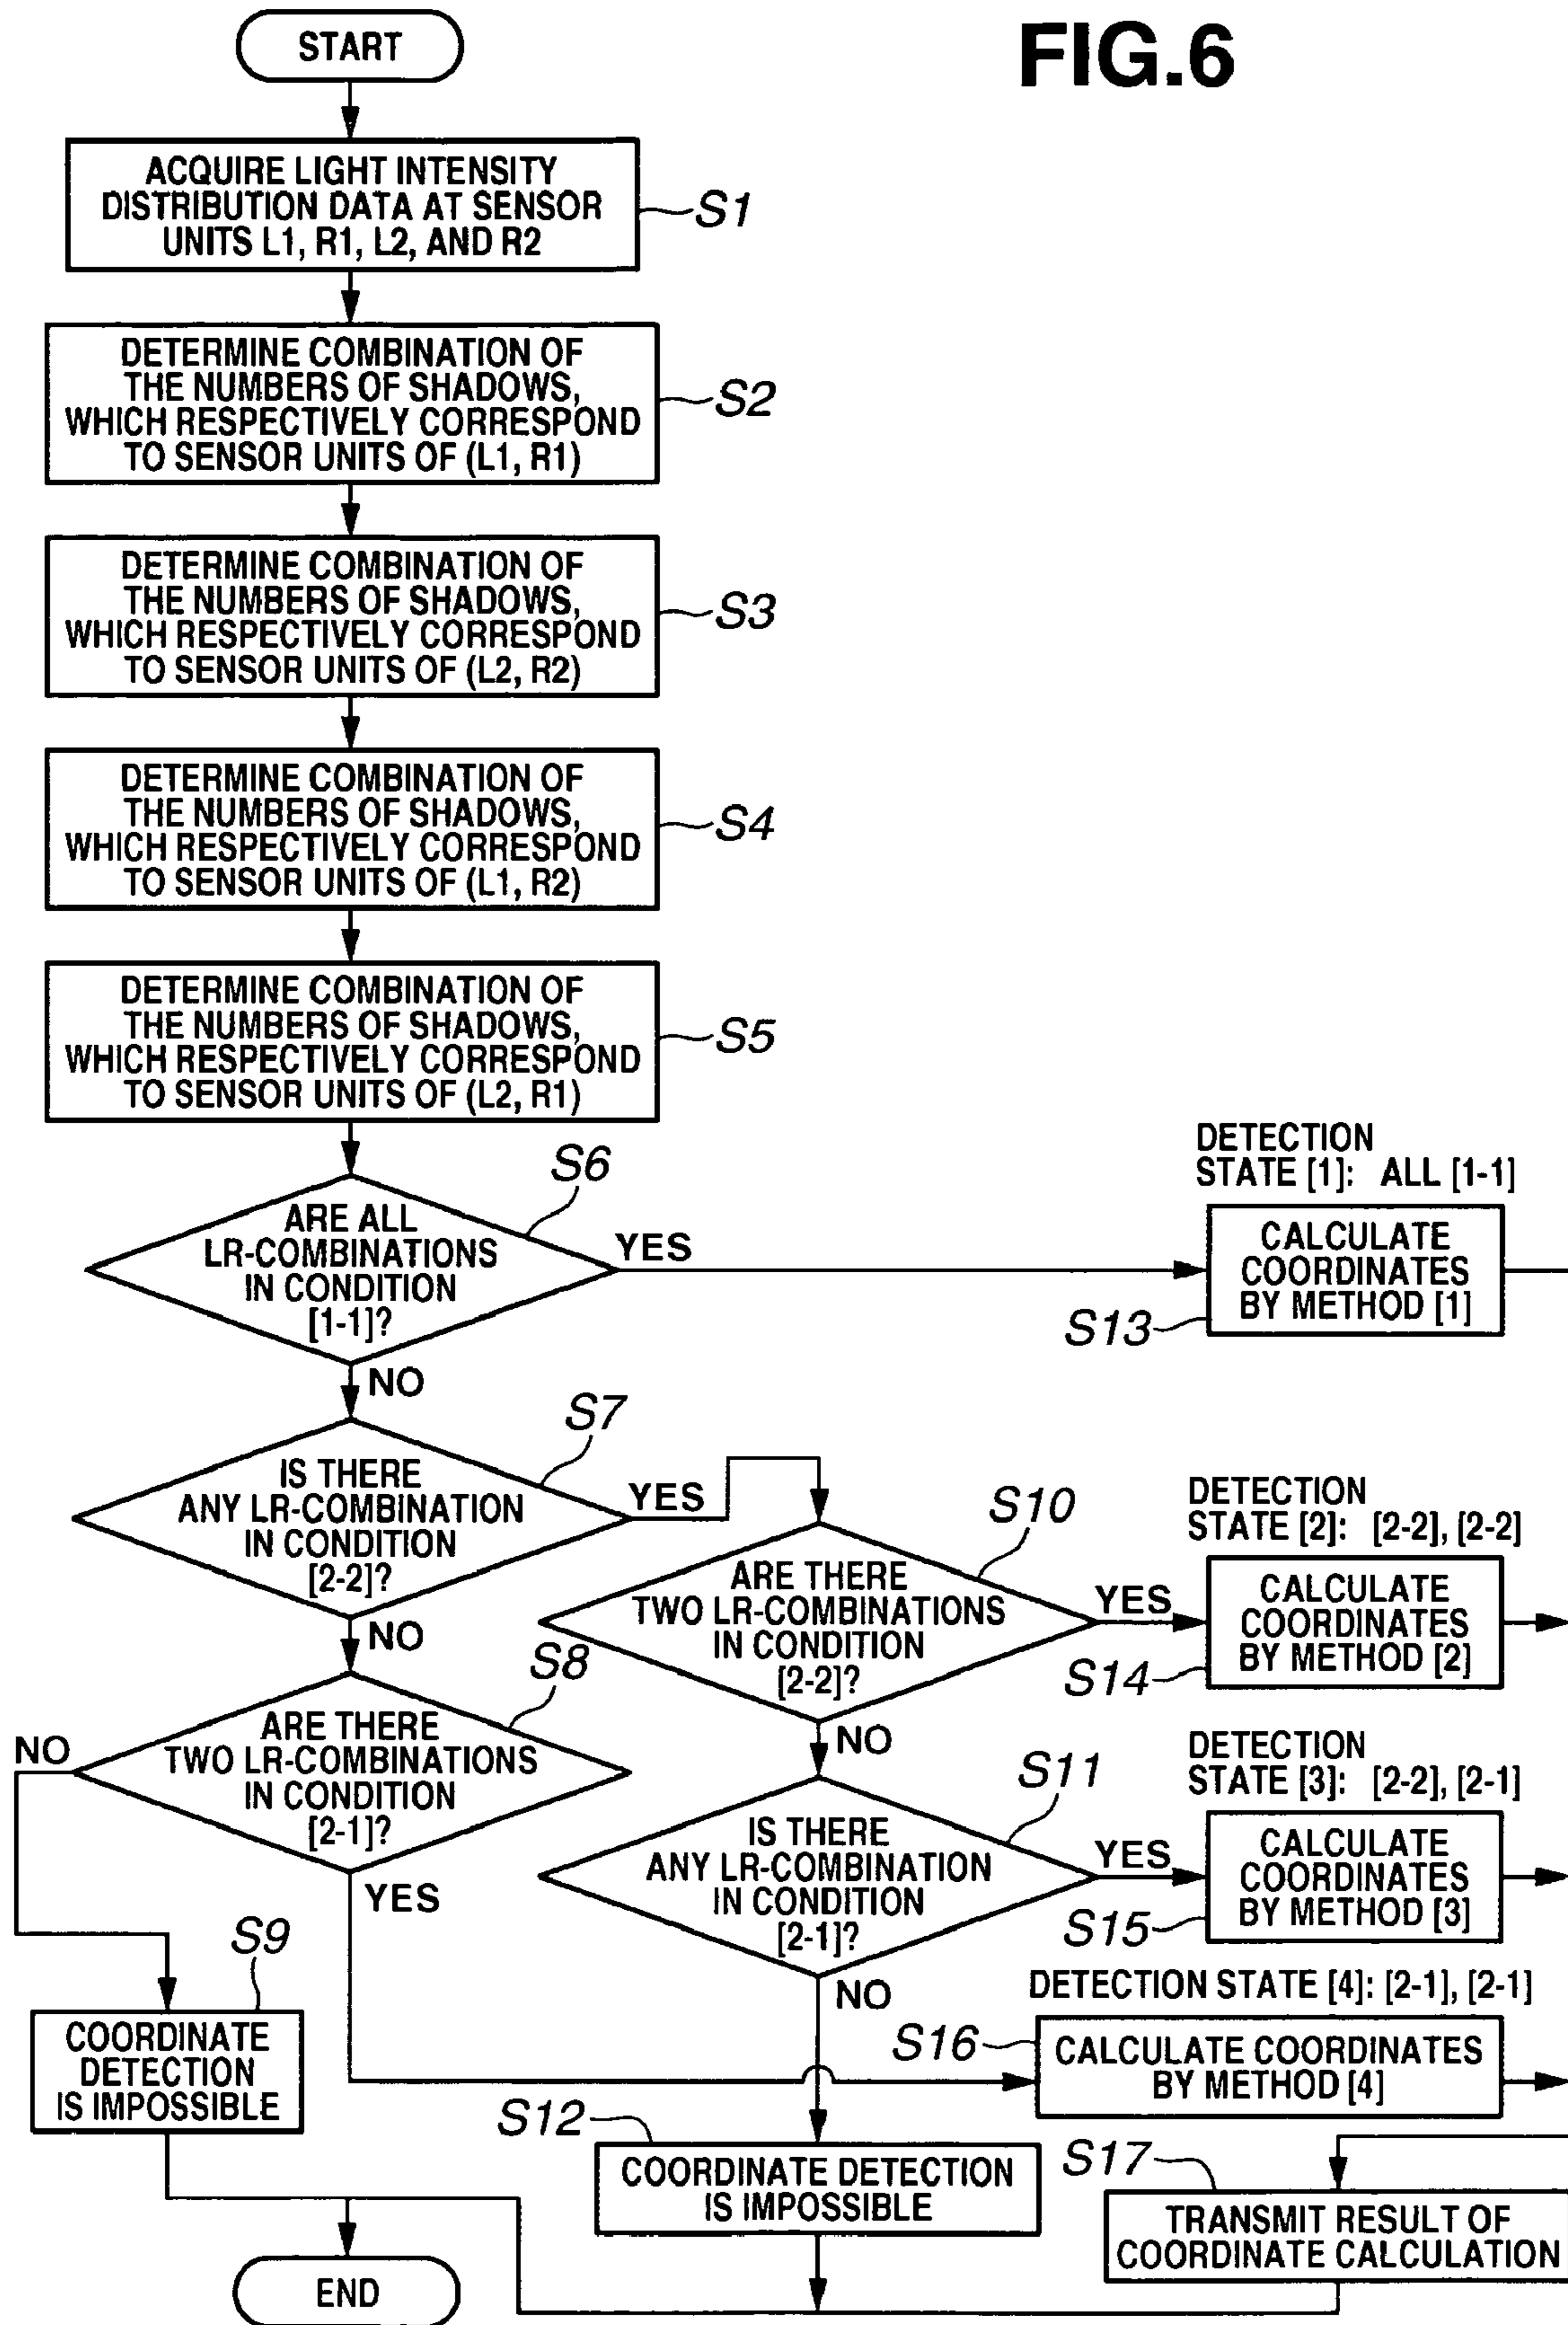 FIG.6
START
ACQUIRE LIGHT INTENSITY
DISTRIBUTION DATA AT SENSOR
UNITS L1, R1, L2, AND R2
S1
DETERMINE COMBINATION OF
THE NUMBERS OF SHADOWS,
WHICH RESPECTIVELY CORRESPOND
TO SENSOR UNITS OF (L1, R1)
S2
DETERMINE COMBINATION OF
THE NUMBERS OF SHADOWS,
WHICH RESPECTIVELY CORRESPOND
TO SENSOR UNITS OF (L2, R2)
S3
DETERMINE COMBINATION OF
THE NUMBERS OF SHADOWS,
WHICH RESPECTIVELY CORRESPOND
TO SENSOR UNITS OF (L1, R2)
S4
DETERMINE COMBINATION OF
THE NUMBERS OF SHADOWS,
WHICH RESPECTIVELY CORRESPOND
TO SENSOR UNITS OF (L2, R1)
S5
S6
ARE ALL
LR-COMBINATIONS
IN CONDITION
[1-1]?
YES
NO
DETECTION
STATE [1]: ALL [1-1]
CALCULATE
COORDINATES
BY METHOD [1]
S13
S7
IS THERE
ANY LR-COMBINATION
IN CONDITION
[2-2]?
YES
NO
S10
ARE THERE
TWO LR-COMBINATIONS
IN CONDITION
[2-2]?
YES
NO
DETECTION
STATE [2]: [2-2], [2-2]
CALCULATE
COORDINATES
BY METHOD [2]
S14
S8
ARE THERE
TWO LR-COMBINATIONS
IN CONDITION
[2-1]?
NO
YES
S11
IS THERE
ANY LR-COMBINATION
IN CONDITION
[2-1]?
YES
NO
DETECTION
STATE [3]: [2-2], [2-1]
CALCULATE
COORDINATES
BY METHOD [3]
S15
S9
COORDINATE
DETECTION
IS IMPOSSIBLE
DETECTION STATE [4]: [2-1], [2-1]
S16
CALCULATE COORDINATES
BY METHOD [4]
S12
COORDINATE DETECTION
IS IMPOSSIBLE
S17
TRANSMIT RESULT OF
COORDINATE CALCULATION
END